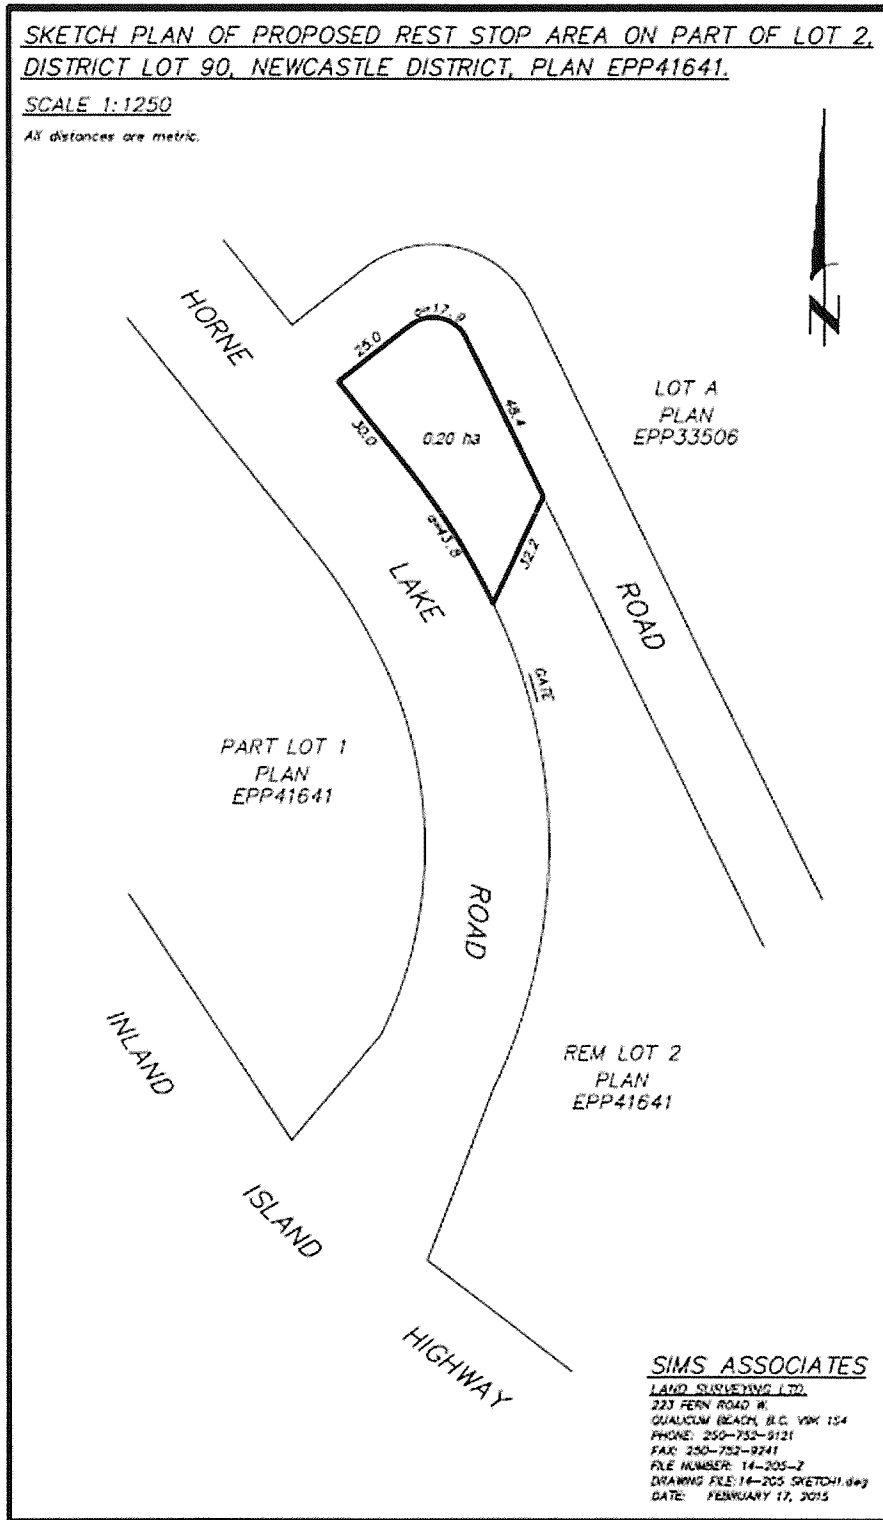 SKETCH PLAN OF PROPOSED REST STOP AREA ON PART OF LOT 2,
DISTRICT LOT 90, NEWCASTLE DISTRICT, PLAN EPP41641.
SCALE 1:1250
All distances are metric.
N
HORNE
a=17.9
25.0
48.4
LOT A
PLAN
EPP33506
30.0
0.20 ha
a=43.8
32.2
LAKE
ROAD
GATE
PART LOT 1
PLAN
EPP41641
ROAD
INLAND
REM LOT 2
PLAN
EPP41641
ISLAND
HIGHWAY
SIMS ASSOCIATES
LAND SURVEYING LTD.
223 FERN ROAD W.
QUALICUM BEACH, B.C. V9K 1S4
PHONE: 250-752-9121
FAX: 250-752-9241
FILE NUMBER: 14-205-Z
DRAWING FILE: 14-205 SKETCH1.dwg
DATE: FEBRUARY 17, 2015